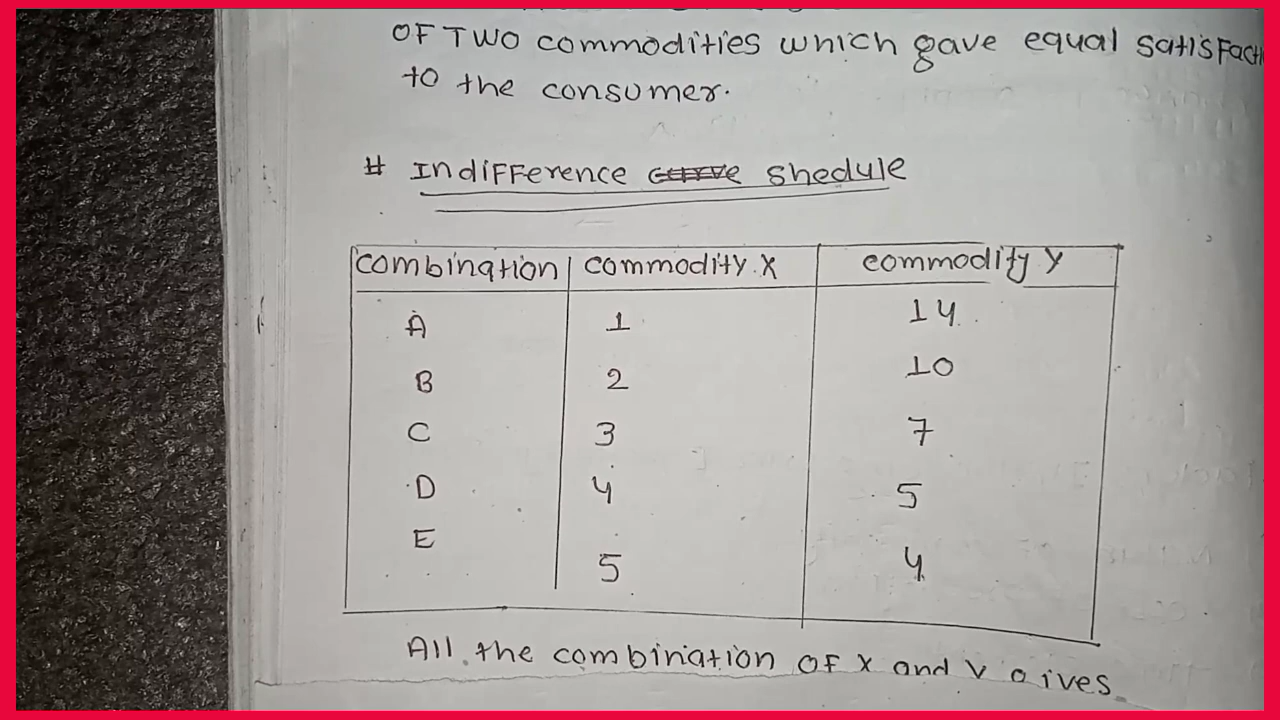 OF TWO commodities which gave equal satisfacti
to the consumer.
# Indifference shedule
combination commodity x commodity y
A 1 14
B 2 10
C 3 7
D 4 5
E 5 4
All the combination of x and y gives